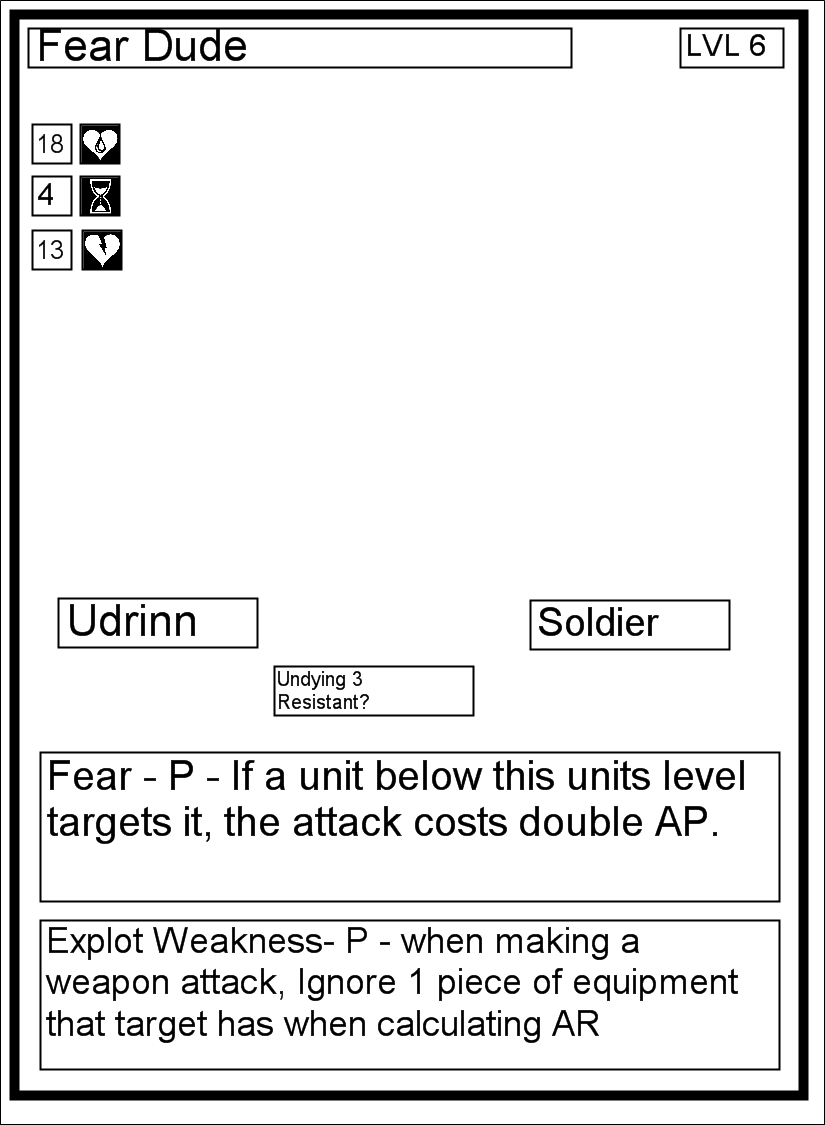 Fear Dude
LVL 6
18
4
13
Udrinn
Soldier
Undying 3
Resistant?
Fear - P - If a unit below this units level
targets it, the attack costs double AP.
Explot Weakness- P - when making a
weapon attack, Ignore 1 piece of equipment
that target has when calculating AR